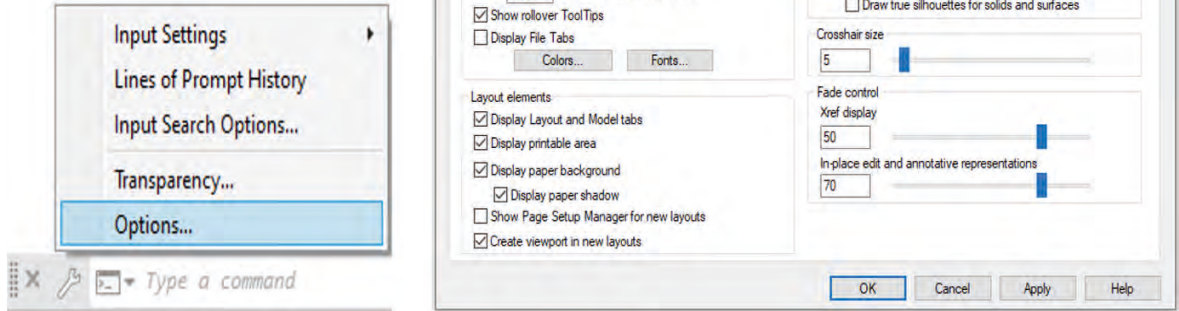 Input Settings
Lines of Prompt History
Input Search Options...
Transparency...
Options...
Type a command
Show rollover ToolTips
Display File Tabs
Colors... Fonts...
Layout elements
Display Layout and Model tabs
Display printable area
Display paper background
Display paper shadow
Show Page Setup Manager for new layouts
Create viewport in new layouts
Draw true silhouettes for solids and surfaces
Crosshair size
5
Fade control
Xref display
50
In-place edit and annotative representations
70
OK Cancel Apply Help